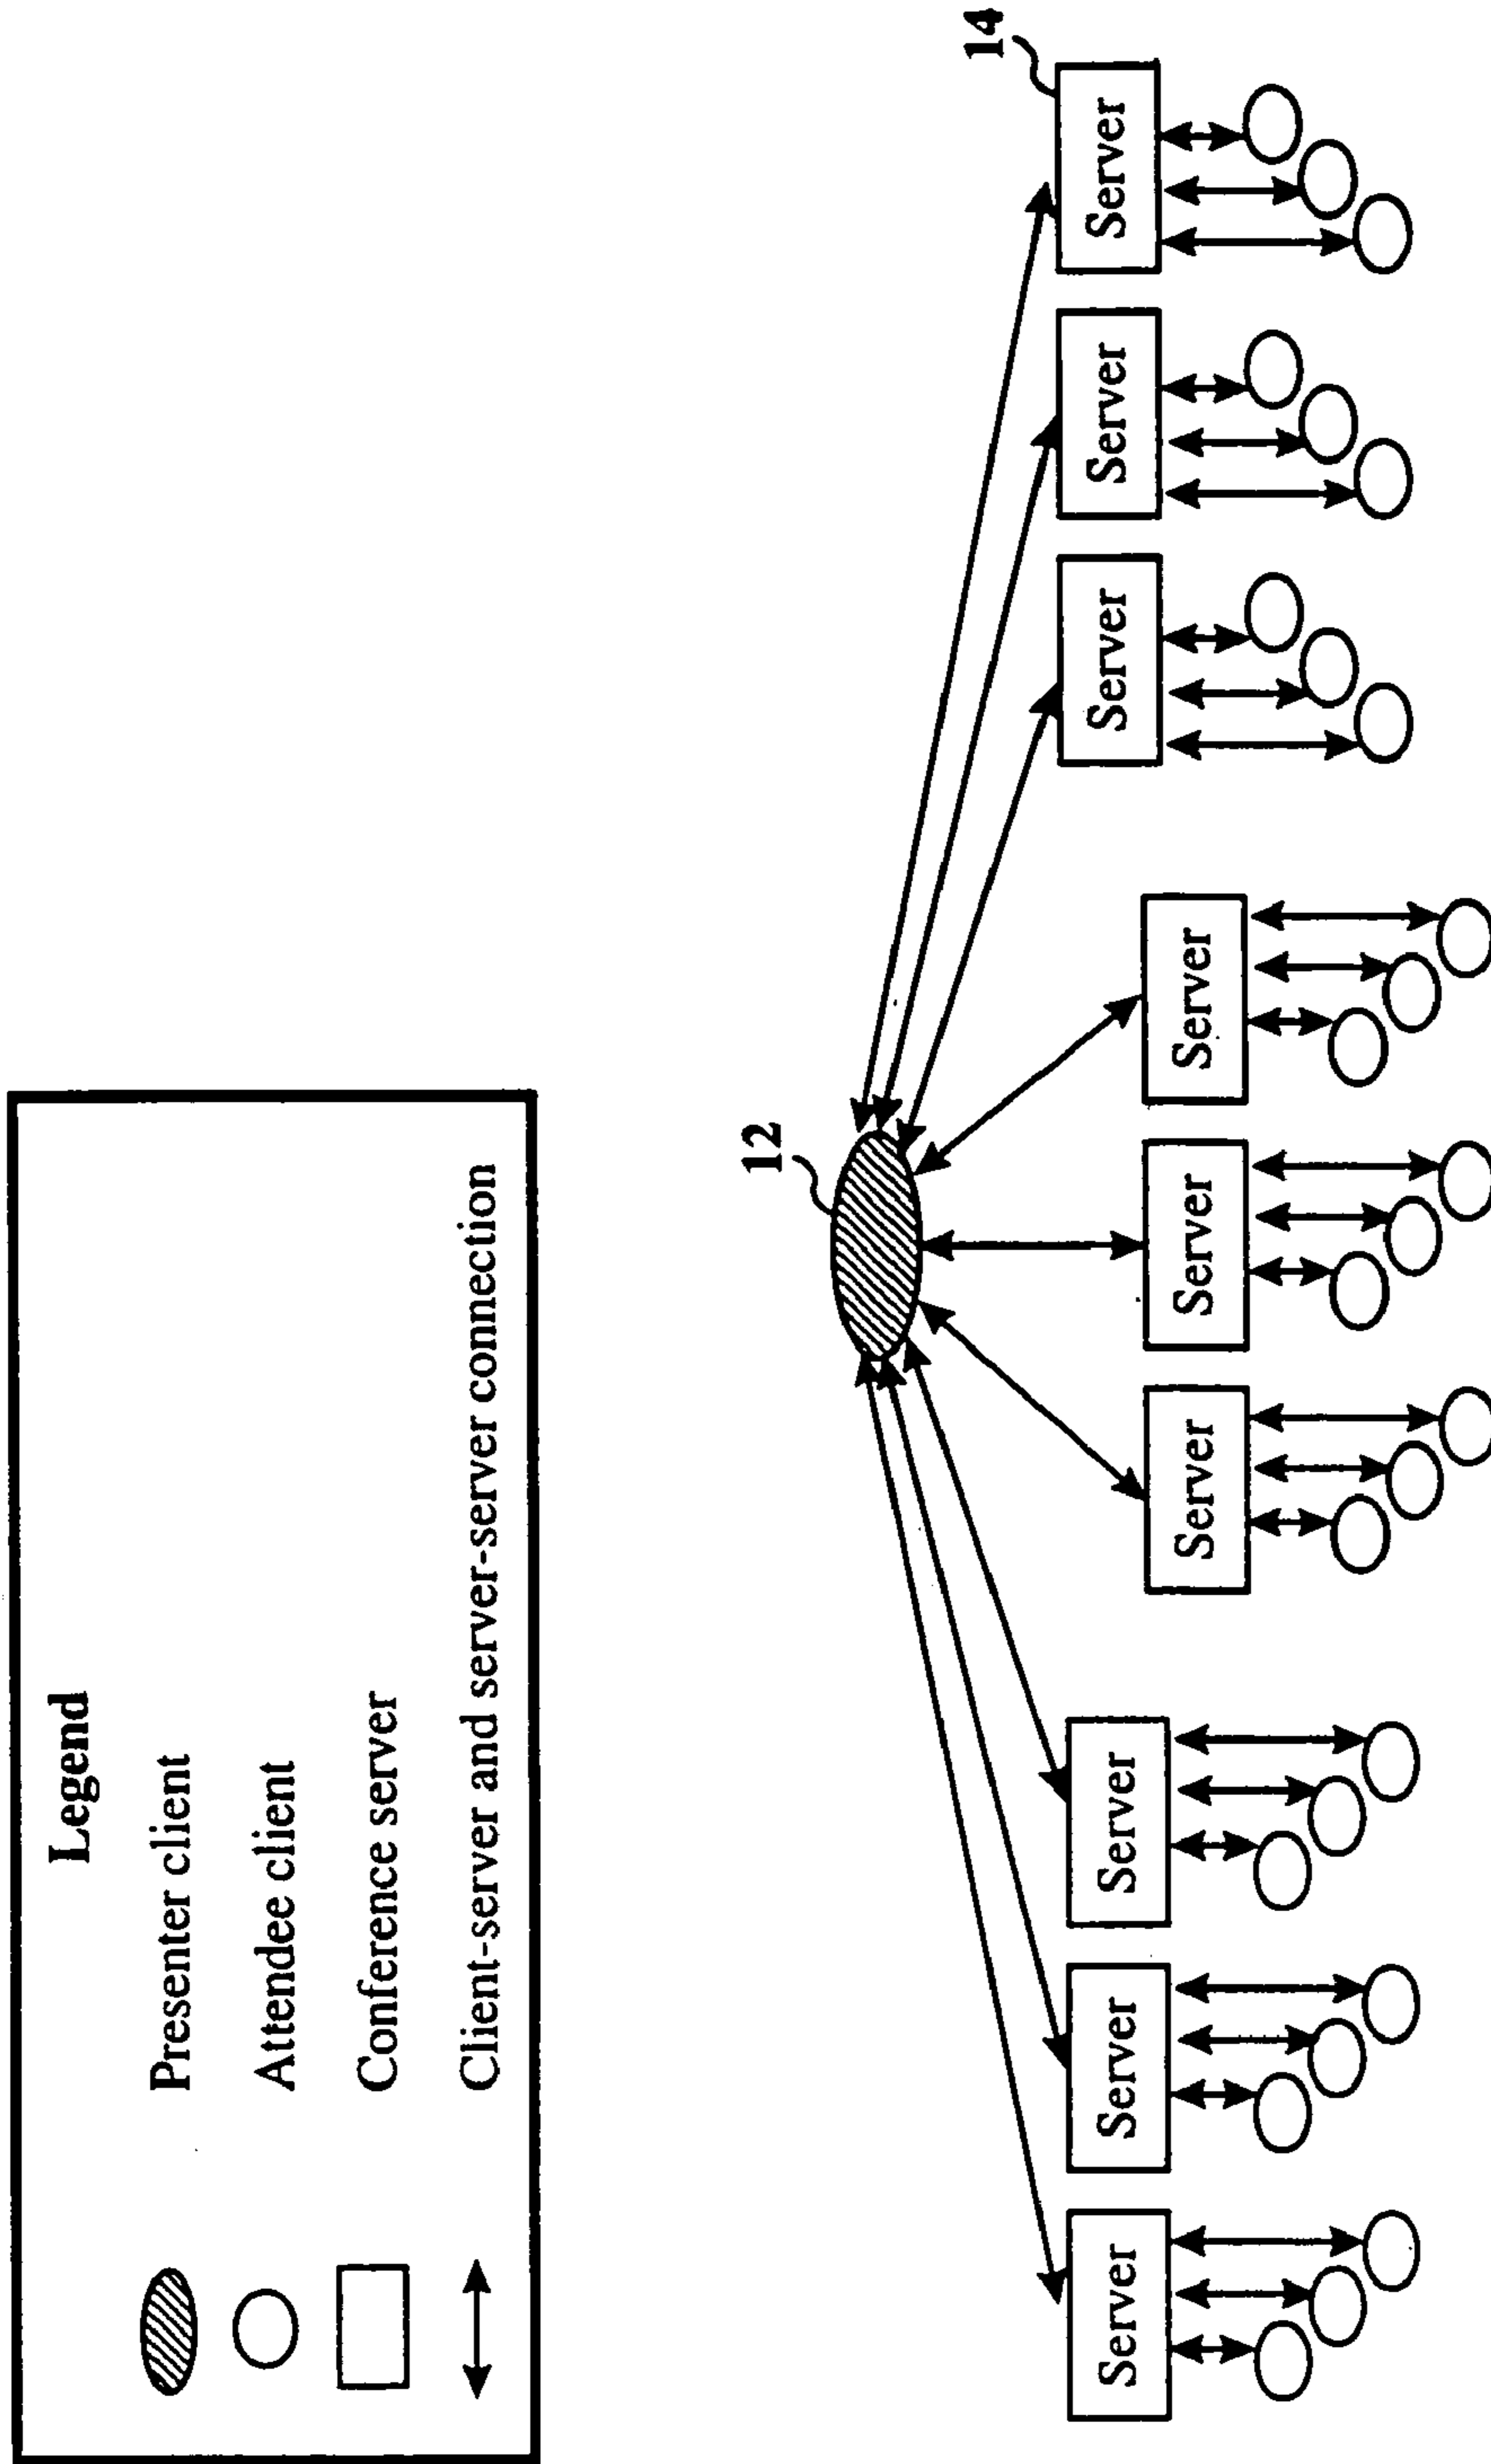 Legend
Presenter client
Attendee client
Conference server
Client-server and server-server connection
12
14
Server
Server
Server
Server
Server
Server
Server
Server
Server